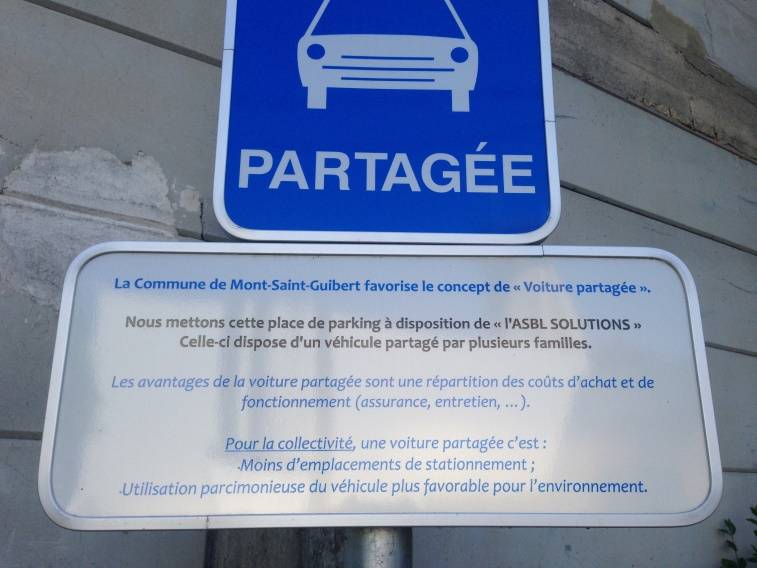 PARTAGÉE
La Commune de Mont-Saint-Guibert favorise le concept de « Voiture partagée ».
Nous mettons cette place de parking à disposition de « l'ASBL SOLUTIONS »
Celle-ci dispose d'un véhicule partagé par plusieurs familles.
Les avantages de la voiture partagée sont une répartition des coûts d'achat et de
fonctionnement (assurance, entretien, ...).
Pour la collectivité, une voiture partagée c'est :
.Moins d'emplacements de stationnement ;
.Utilisation parcimonieuse du véhicule plus favorable pour l'environnement.